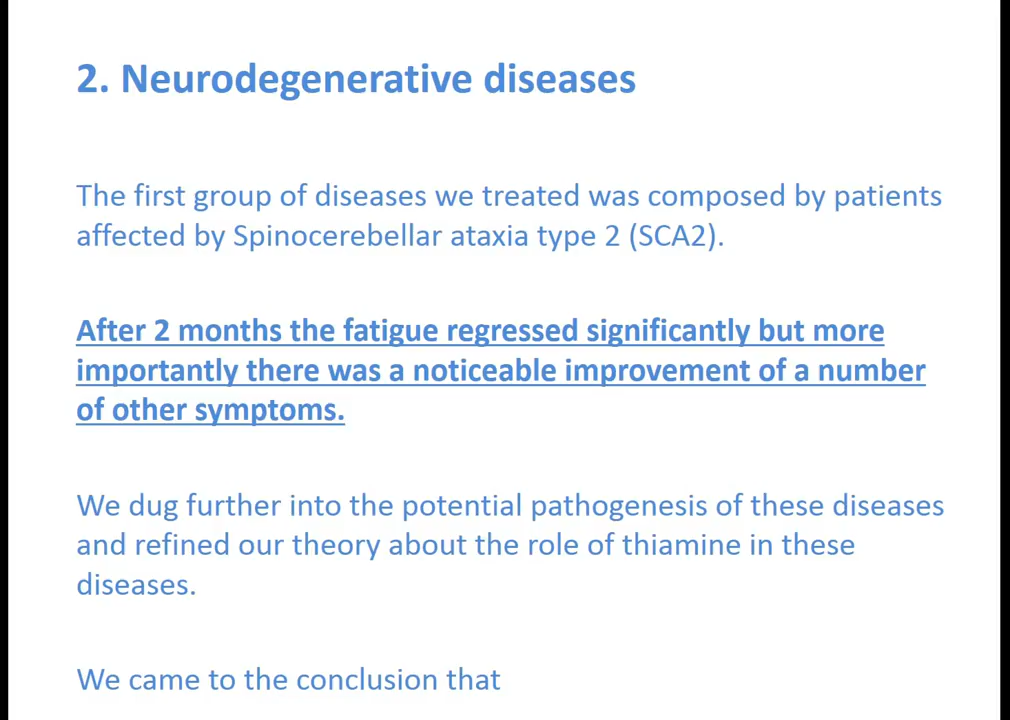 2. Neurodegenerative diseases
The first group of diseases we treated was composed by patients
affected by Spinocerebellar ataxia type 2 (SCA2).
After 2 months the fatigue regressed significantly but more
importantly there was a noticeable improvement of a number
of other symptoms.
We dug further into the potential pathogenesis of these diseases
and refined our theory about the role of thiamine in these
diseases.
We came to the conclusion that